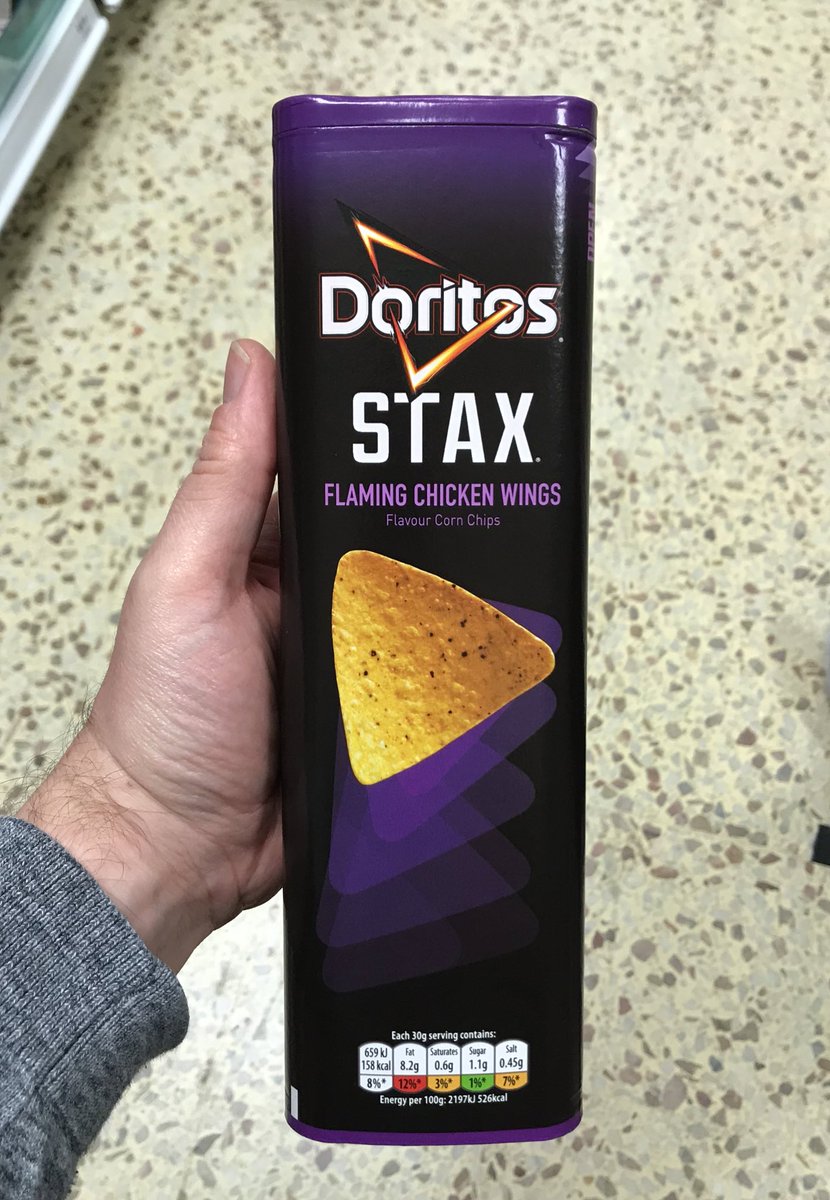 OPEN
Doritos
STAX
FLAMING CHICKEN WINGS
Flavour Corn Chips
Each 30g serving contains:
659 kJ Fat Saturates Sugar Salt
158 kcal 8.2g 0.6g 1.1g 0.45g
8%* 12%* 3%* 1%* 7%*
Energy per 100g: 2197kJ 526kcal